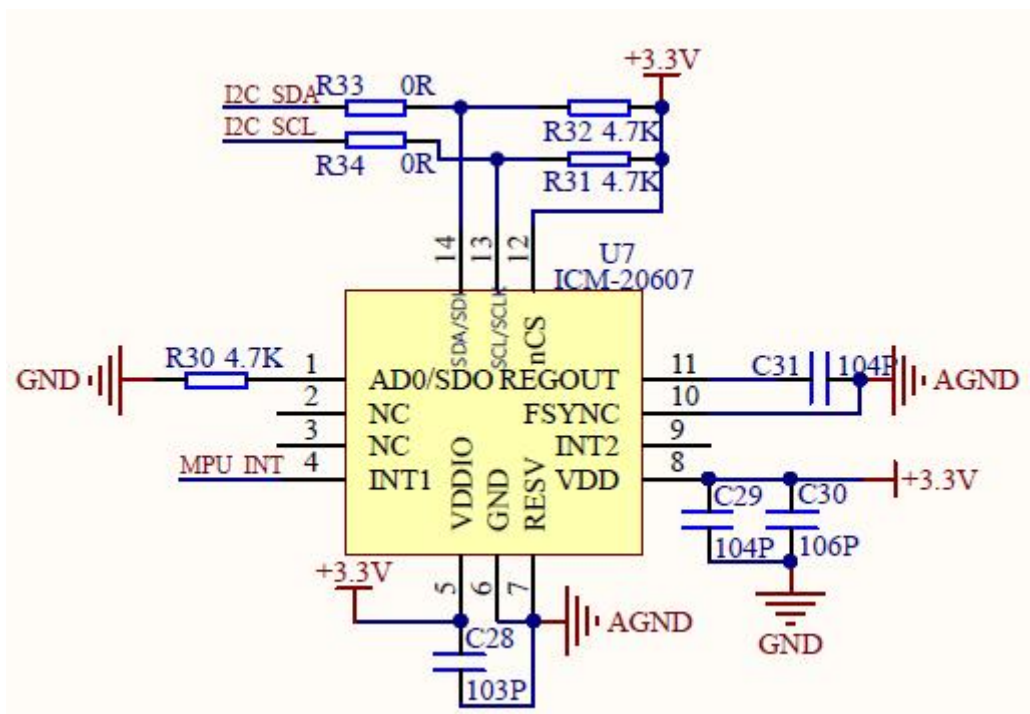 +3.3V
R33 0R
I2C SDA
R32 4.7K
I2C SCL
R34 0R
R31 4.7K
14
13
12
U7
ICM-20607
SDA/SDI
SCL/SCLK
nCS
GND
R30 4.7K
1
AD0/SDO
REGOUT
11
C31
104P
AGND
2
NC
FSYNC
10
3
NC
INT2
9
MPU INT
4
INT1
VDDIO
GND
RESV
VDD
8
+3.3V
C29
C30
104P
106P
+3.3V
5
6
7
AGND
GND
C28
103P